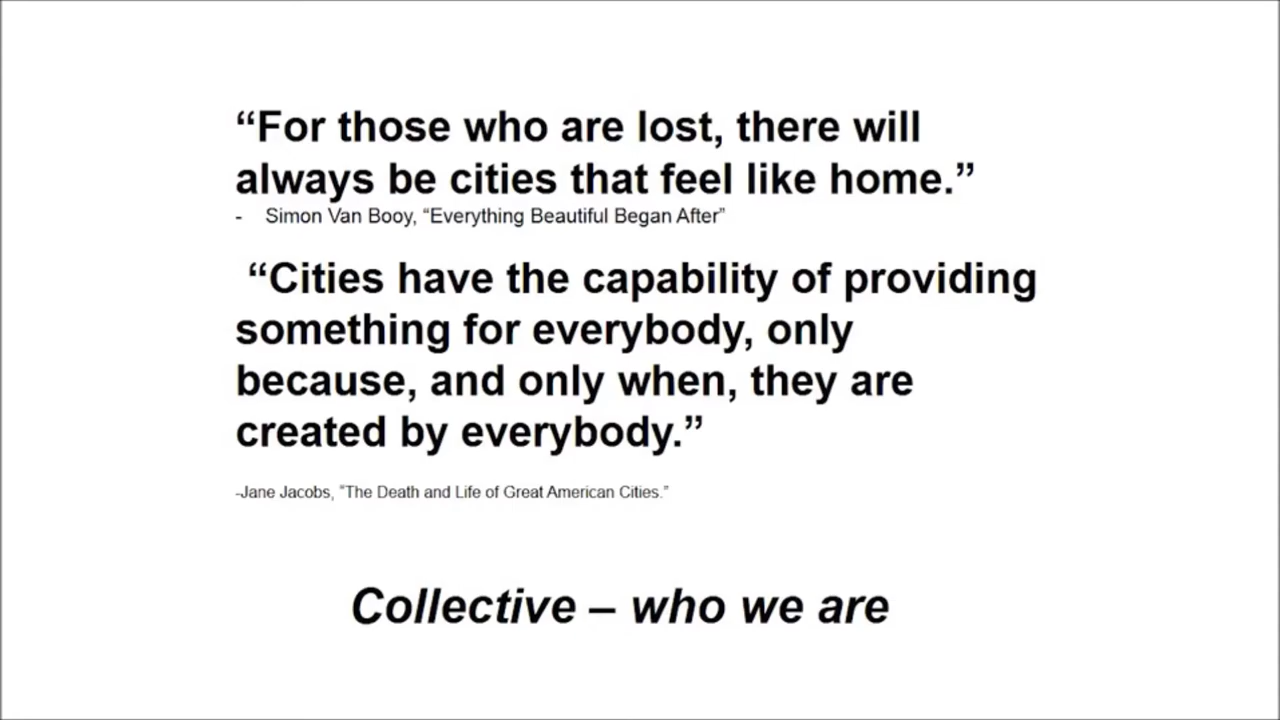 “For those who are lost, there will
always be cities that feel like home.”
- Simon Van Booy, “Everything Beautiful Began After”
“Cities have the capability of providing
something for everybody, only
because, and only when, they are
created by everybody.”
-Jane Jacobs, “The Death and Life of Great American Cities.”
Collective – who we are